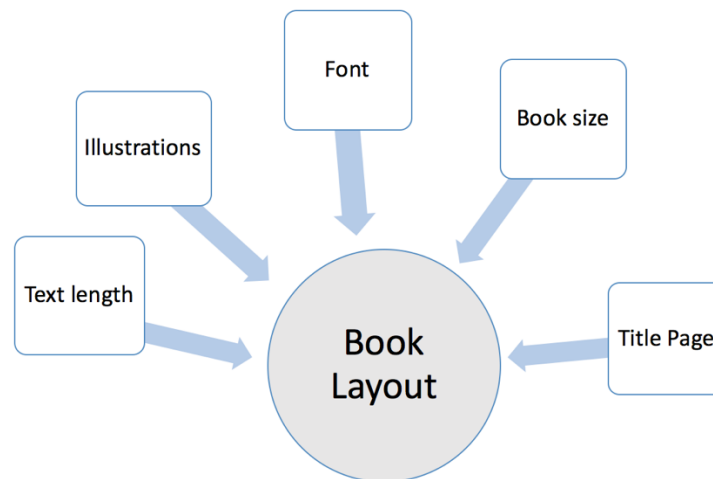 Font
Book size
Illustrations
Text length
Title Page
Book
Layout